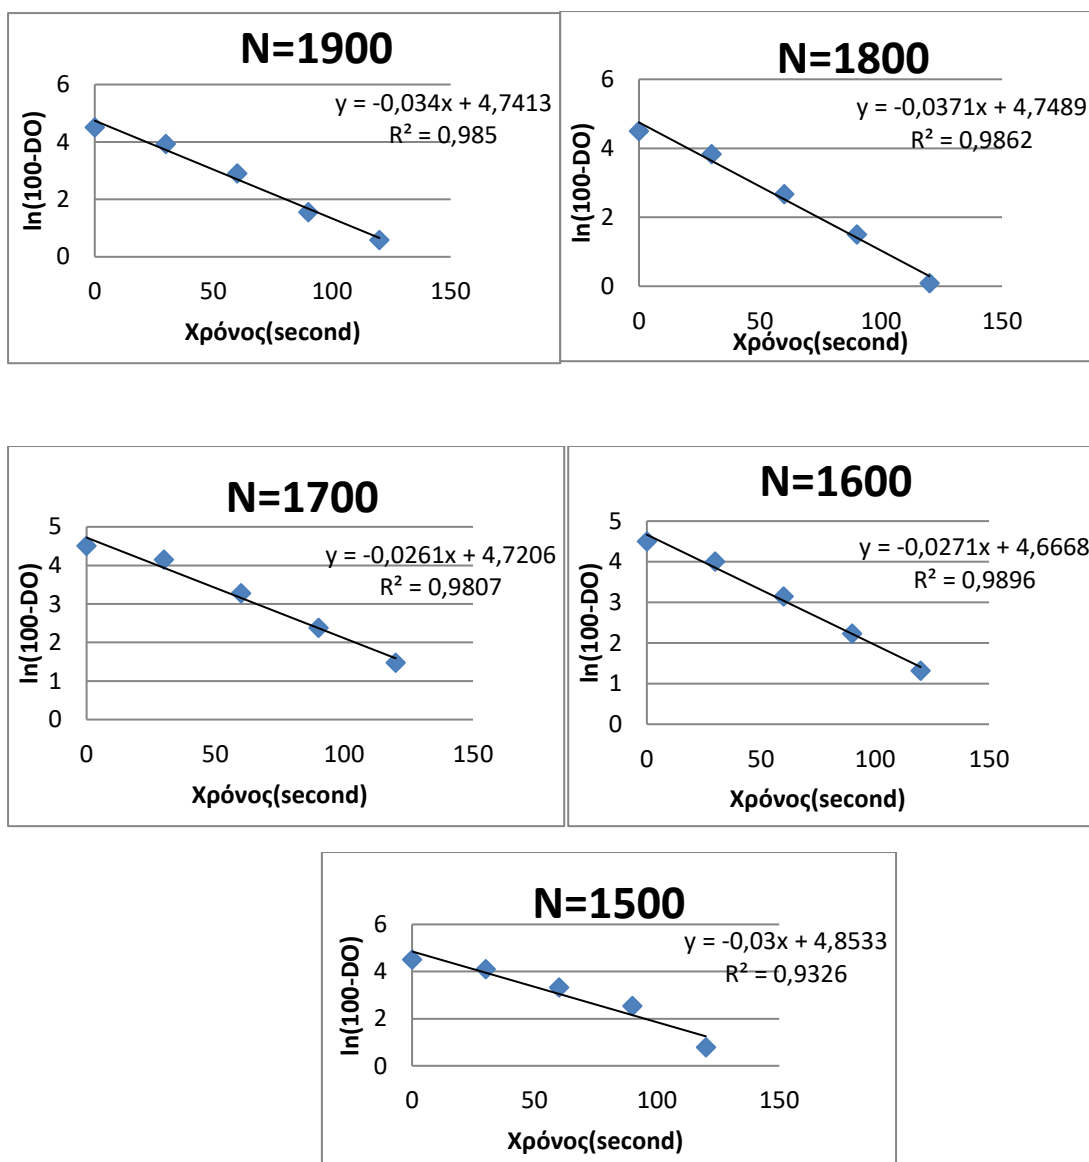 N=1900
y = -0,034x + 4,7413
R² = 0,985
ln(100-DO)
6
4
2
0
0 50 100 150
Χρόνος(second)
N=1800
y = -0,0371x + 4,7489
R² = 0,9862
ln(100-DO)
6
4
2
0
0 50 100 150
Χρόνος(second)
N=1700
y = -0,0261x + 4,7206
R² = 0,9807
ln(100-DO)
5
4
3
2
1
0
0 50 100 150
Χρόνος(second)
N=1600
y = -0,0271x + 4,6668
R² = 0,9896
ln(100-DO)
5
4
3
2
1
0
0 50 100 150
Χρόνος(second)
N=1500
y = -0,03x + 4,8533
R² = 0,9326
ln(100-DO)
6
4
2
0
0 50 100 150
Χρόνος(second)